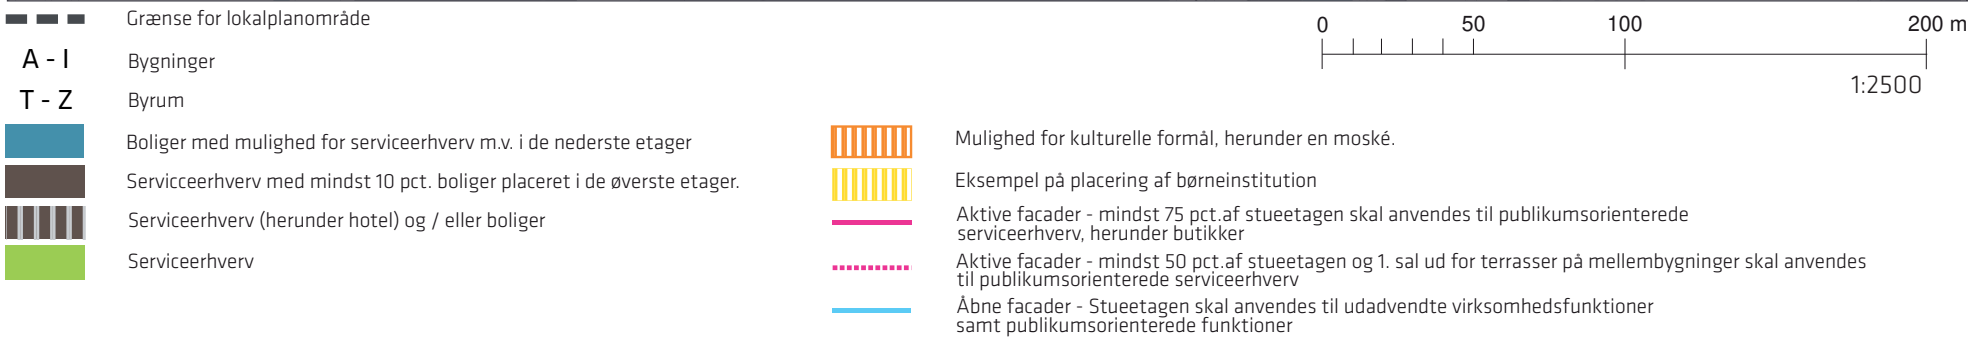 Grænse for lokalplanområde
A - I Bygninger
T - Z Byrum
Boliger med mulighed for serviceerhverv m.v. i de nederste etager
Servicceerhverv med mindst 10 pct. boliger placeret i de øverste etager.
Serviceerhverv (herunder hotel) og / eller boliger
Serviceerhverv
0 50 100 200 m
1:2500
Mulighed for kulturelle formål, herunder en moské.
Eksempel på placering af børneinstitution
Aktive facader - mindst 75 pct.af stueetagen skal anvendes til publikumsorienterede
serviceerhverv, herunder butikker
Aktive facader - mindst 50 pct.af stueetagen og 1. sal ud for terrasser på mellembygninger skal anvendes
til publikumsorienterede serviceerhverv
Åbne facader - Stueetagen skal anvendes til udadvendte virksomhedsfunktioner
samt publikumsorienterede funktioner